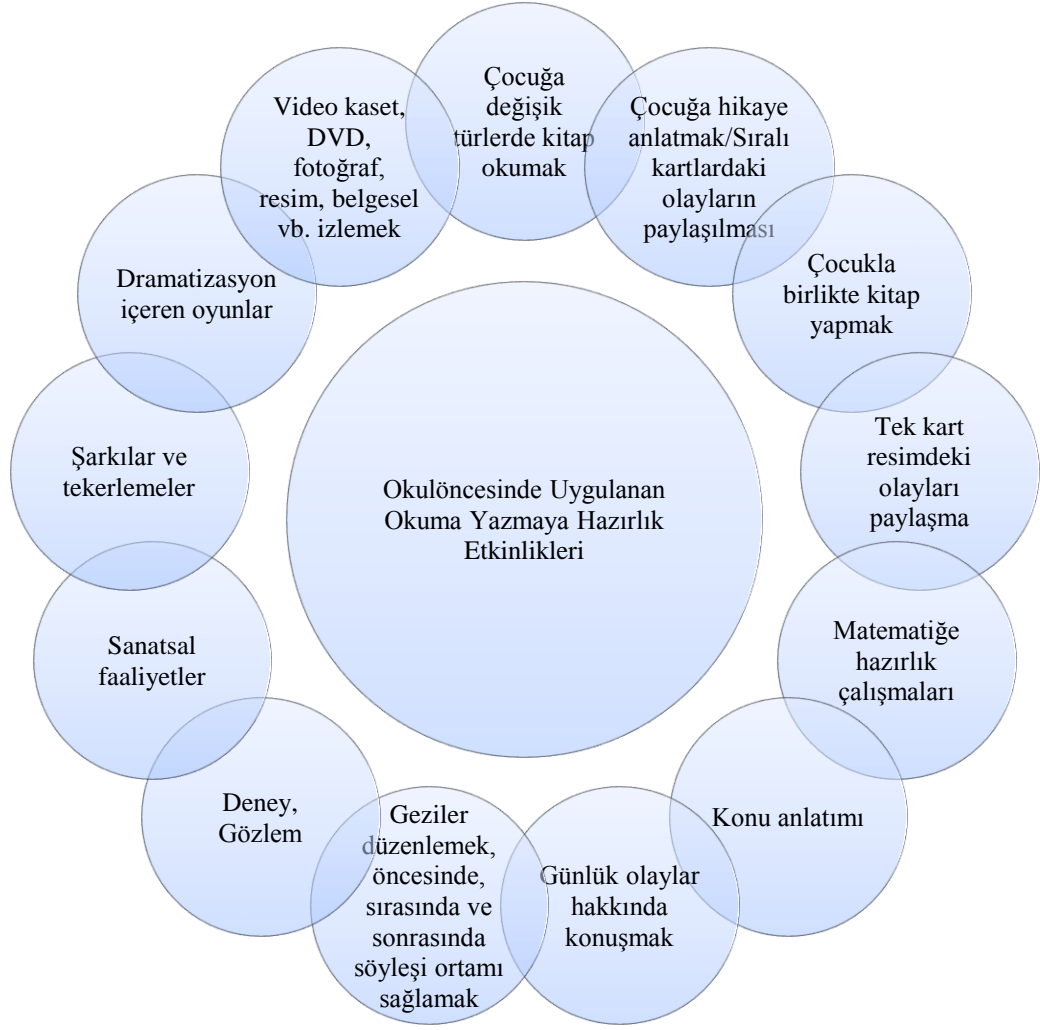 Çocuğa
değişik
türlerde kitap
okumak
Çocuğa hikaye
anlatmak/Sıralı
kartlardaki
olayların
paylaşılması
Çocukla
birlikte kitap
yapmak
Tek kart
resimdeki
olayları
paylaşma
Matematiğe
hazırlık
çalışmaları
Konu anlatımı
Günlük olaylar
hakkında
konuşmak
Geziler
düzenlemek,
öncesinde,
sırasında ve
sonrasında
söyleşi ortamı
sağlamak
Deney,
Gözlem
Sanatsal
faaliyetler
Şarkılar ve
tekerlemeler
Dramatizasyon
içeren oyunlar
Video kaset,
DVD,
fotoğraf,
resim, belgesel
vb. izlemek
Okulöncesinde Uygulanan
Okuma Yazmaya Hazırlık
Etkinlikleri